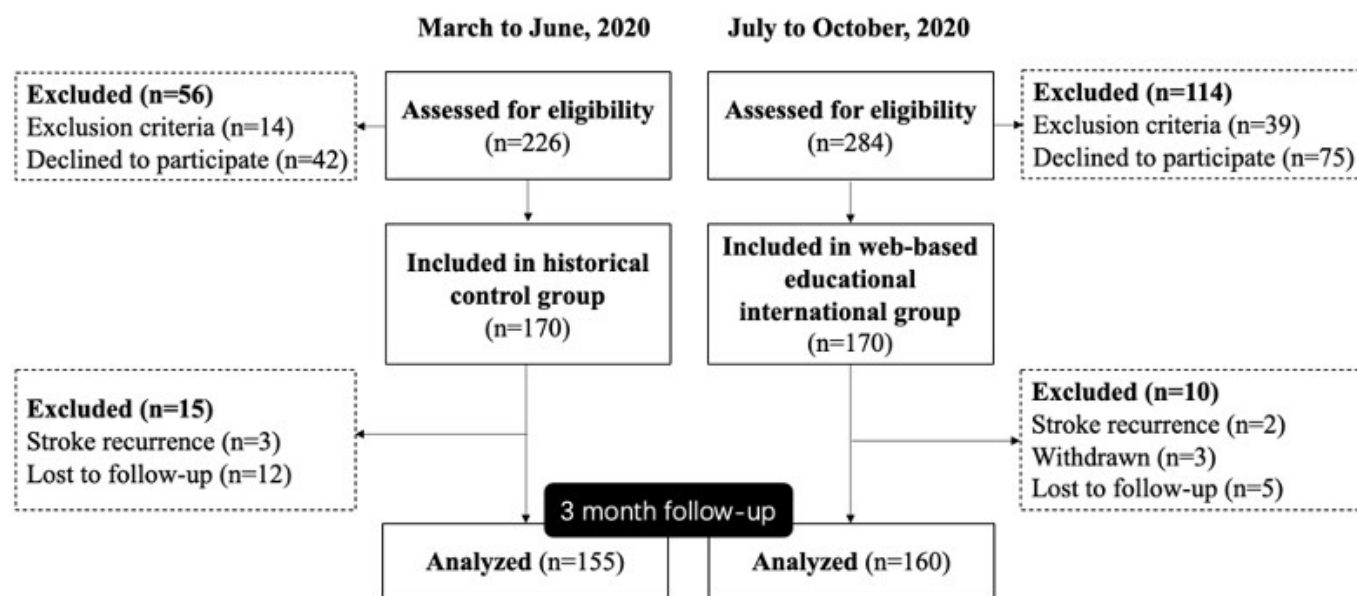 March to June, 2020
July to October, 2020
Excluded (n=56)
Exclusion criteria (n=14)
Declined to participate (n=42)
Assessed for eligibility
(n=226)
Assessed for eligibility
(n=284)
Excluded (n=114)
Exclusion criteria (n=39)
Declined to participate (n=75)
Included in historical
control group
(n=170)
Included in web-based
educational
international group
(n=170)
Excluded (n=15)
Stroke recurrence (n=3)
Lost to follow-up (n=12)
Excluded (n=10)
Stroke recurrence (n=2)
Withdrawn (n=3)
Lost to follow-up (n=5)
3 month follow-up
Analyzed (n=155)
Analyzed (n=160)